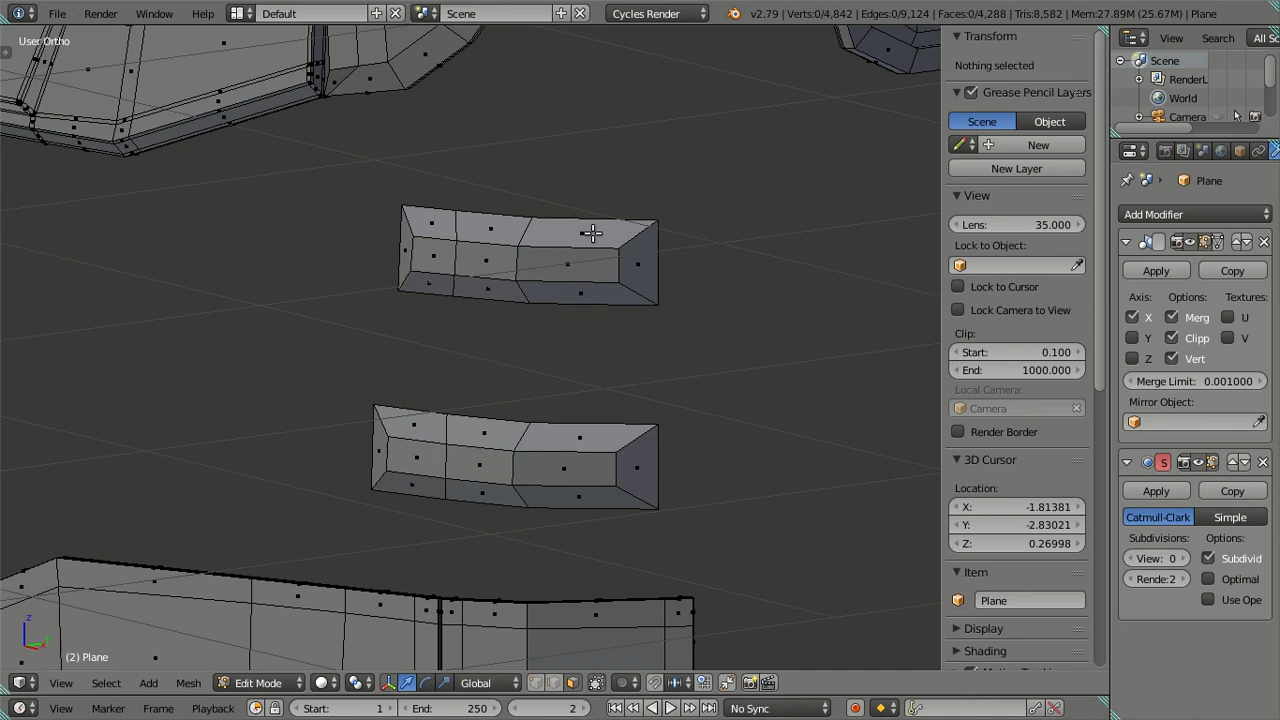 File Render Window Help Default Scene Cycles Render v2.79 | Verts:0/4,842 | Edges:0/9,124 | Faces:0/4,288 | Tris:8,582 | Mem:27.89M (25.67M) | Plane
User Ortho
Transform
Nothing selected
Grease Pencil Layers
Scene Object
New
New Layer
View
Lens: 35.000
Lock to Object:
Lock to Cursor
Lock Camera to View
Clip:
Start: 0.100
End: 1000.000
Local Camera:
Camera
Render Border
3D Cursor
Location:
X: -1.81381
Y: -2.83021
Z: 0.26998
Item
Plane
Display
Shading
View Search All Sc
Scene
RenderL
World
Camera
Plane
Add Modifier
Apply Copy
Axis: Options: Textures:
X Merg U
Y Clipp V
Z Vert
Merge Limit: 0.001000
Mirror Object:
S
Apply Copy
Catmull-Clark Simple
Subdivisions: Options:
View: 0 Subdivid
Rende:2 Optimal
Use Ope
z
y
(2) Plane
View Select Add Mesh Edit Mode Global
View Marker Frame Playback Start: 1 End: 250 2 No Sync